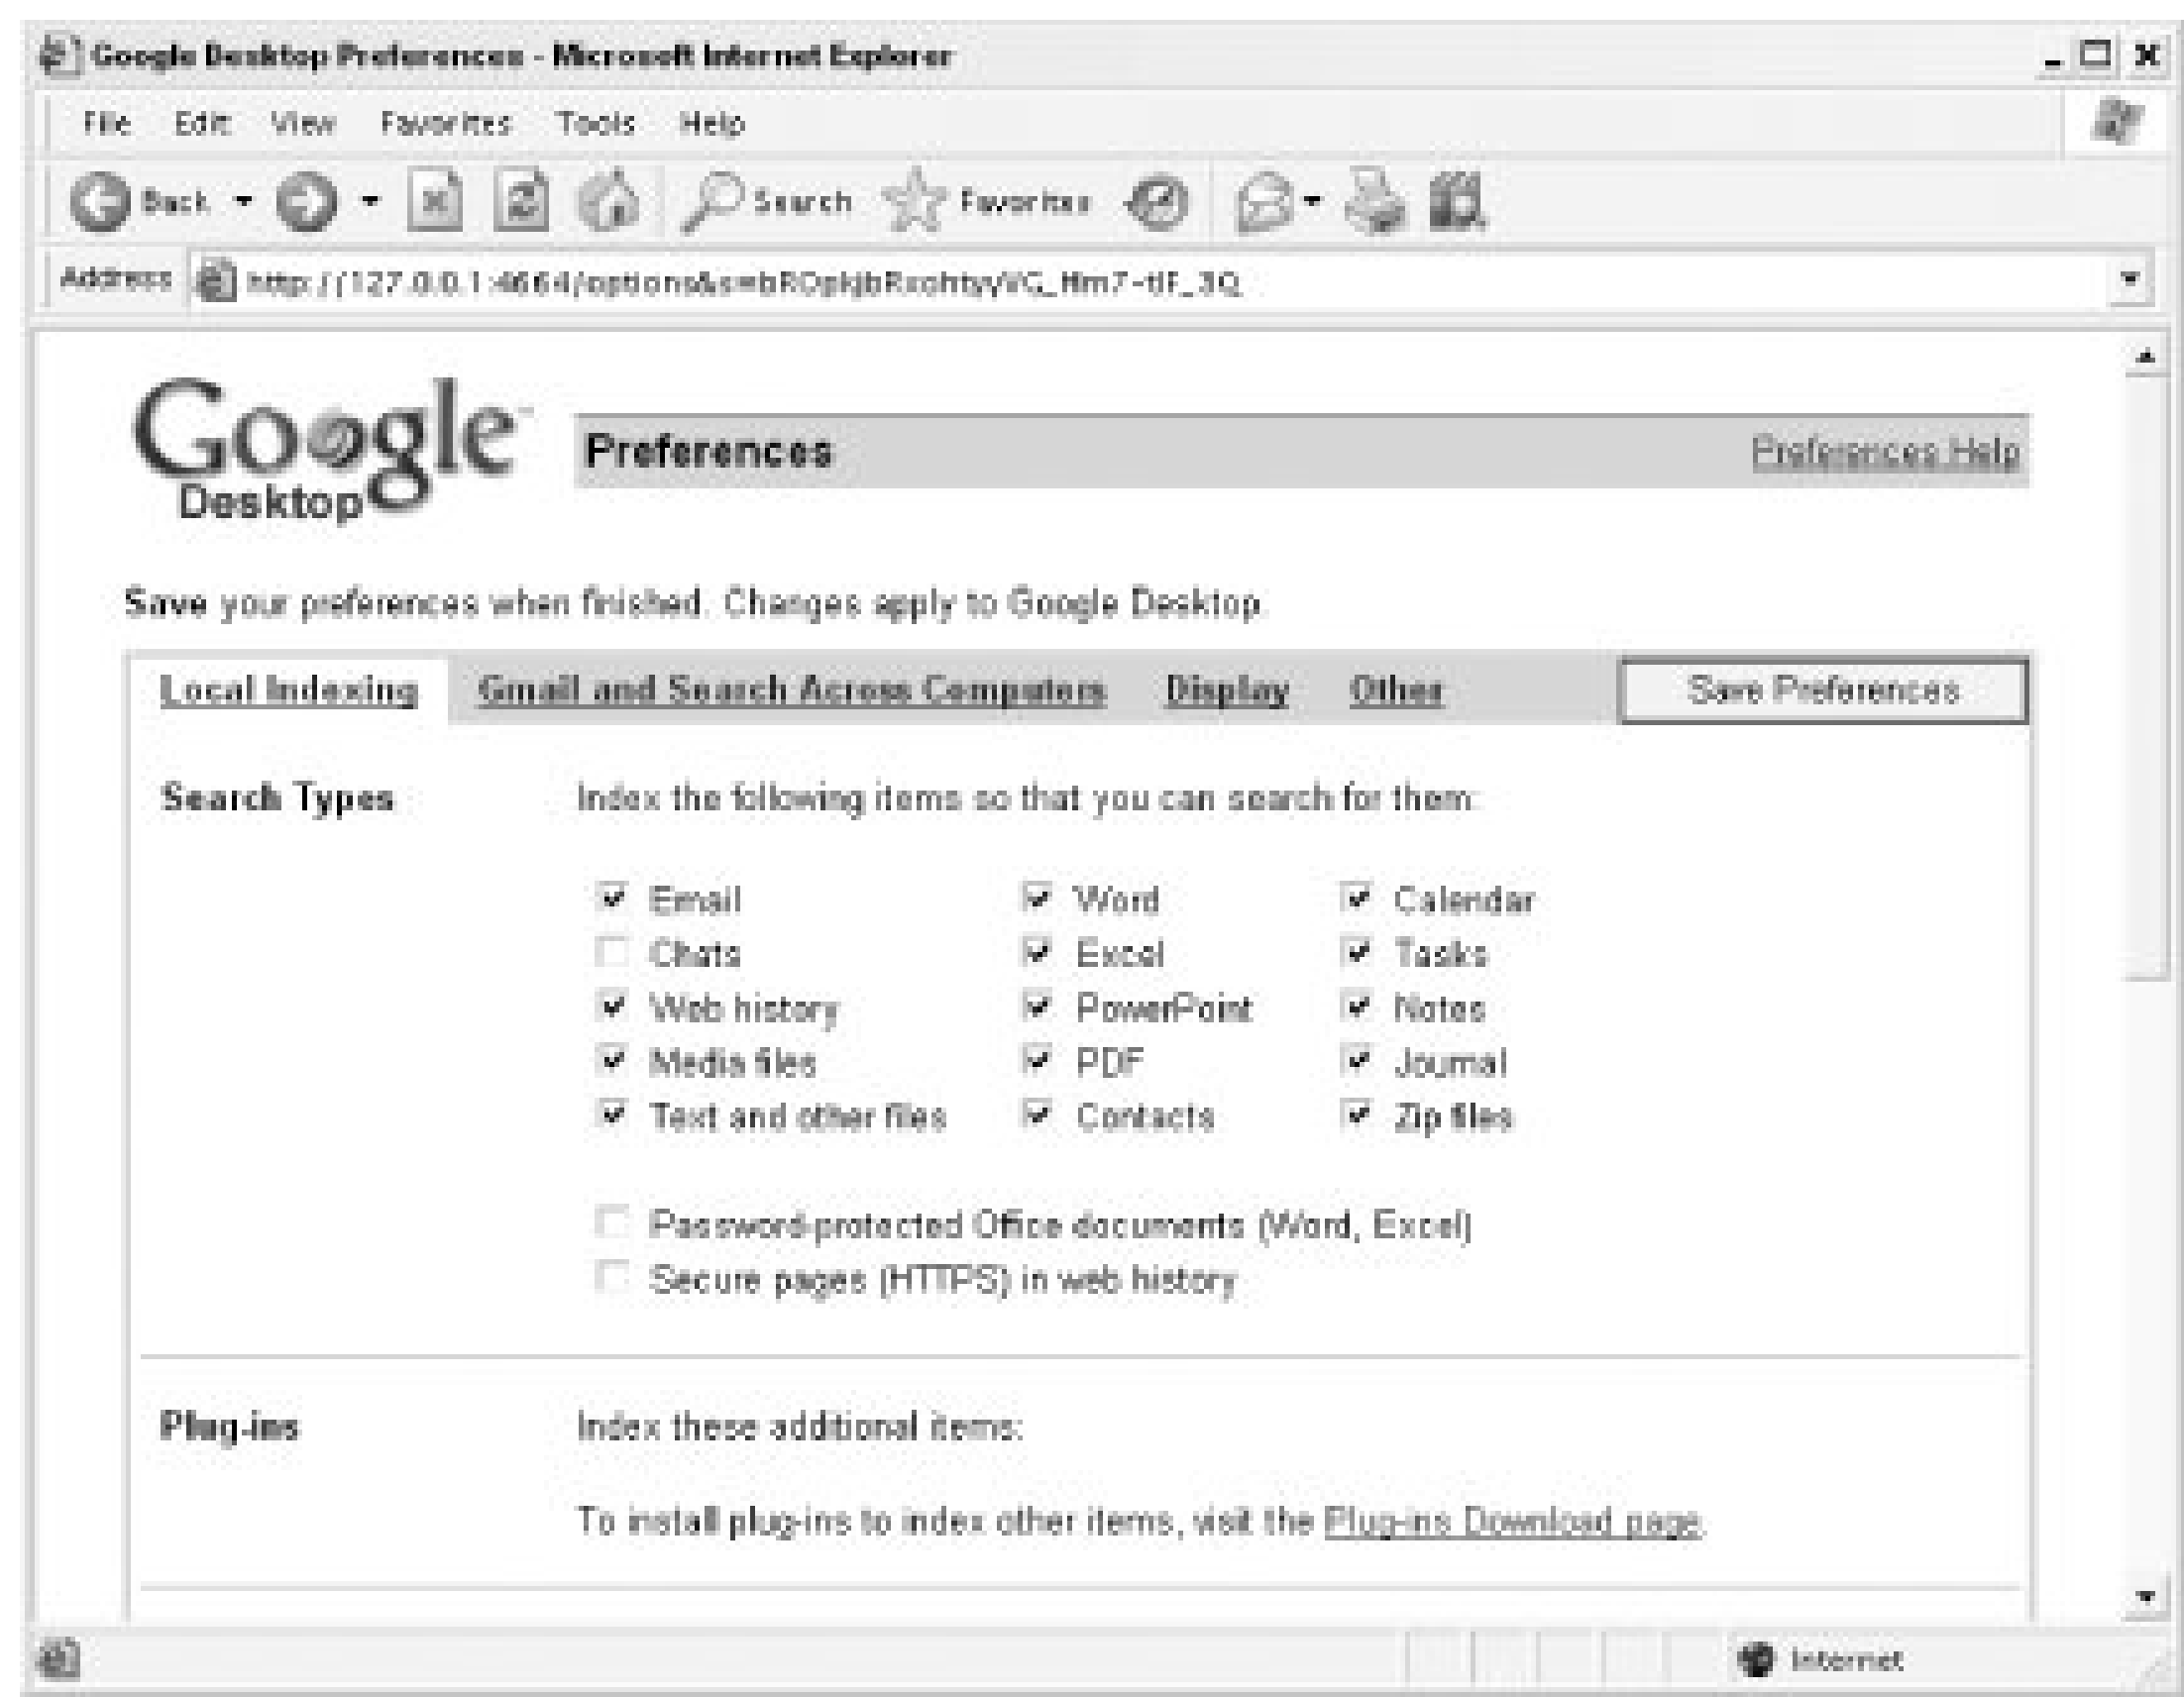 Google Desktop Preferences - Microsoft Internet Explorer
File Edit View Favorites Tools Help
Back Search Favorites
Address
Google™ Desktop
Preferences Preferences Help
Save your preferences when finished. Changes apply to Google Desktop.
Local Indexing Gmail and Search Across Computers Display Other Save Preferences
Search Types Index the following items so that you can search for them:
Email Word Calendar
Chats Excel Tasks
Web history PowerPoint Notes
Media files PDF Journal
Text and other files Contacts Zip files
Password-protected Office documents (Word, Excel)
Secure pages (HTTPS) in web history
Plug-ins Index these additional items:
To install plug-ins to index other items, visit the Plug-ins Download page.
Internet